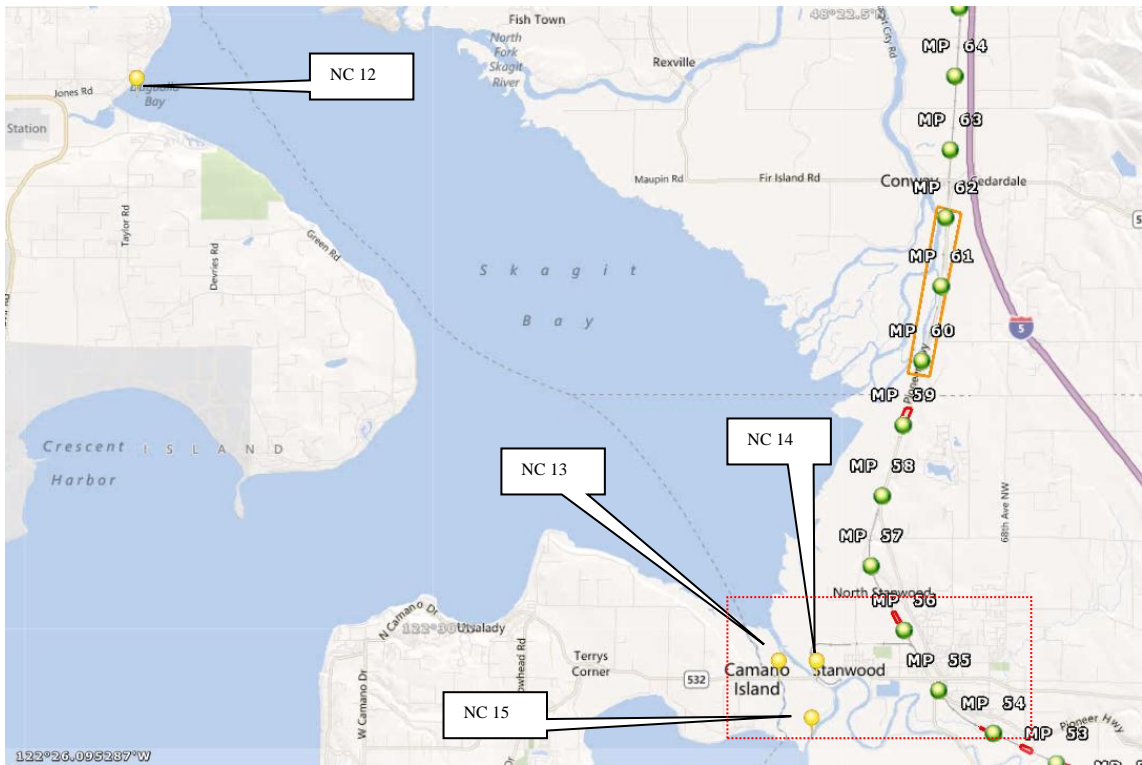 Fish Town
48°22.5'N
MP 64
North
Fork
Skagit
River
Rexville
NC 12
Jones Rd
Bay
MP 63
Station
Maupin Rd
Fir Island Rd
Conway
Cedardale
MP 62
Taylor Rd
Devries Rd
Green Rd
MP 61
Skagit
Bay
5
MP 60
MP 59
Crescent
Harbor
ISLAND
NC 14
NC 13
MP 58
68th Ave NW
MP 57
North Stanwood
MP 56
N Camano Dr
Utsalady
Terrys
Corner
Camano
Island
Stanwood
MP 55
532
W Camano Dr
NC 15
MP 54
Pioneer Hwy
MP 53
122°26.095287'W